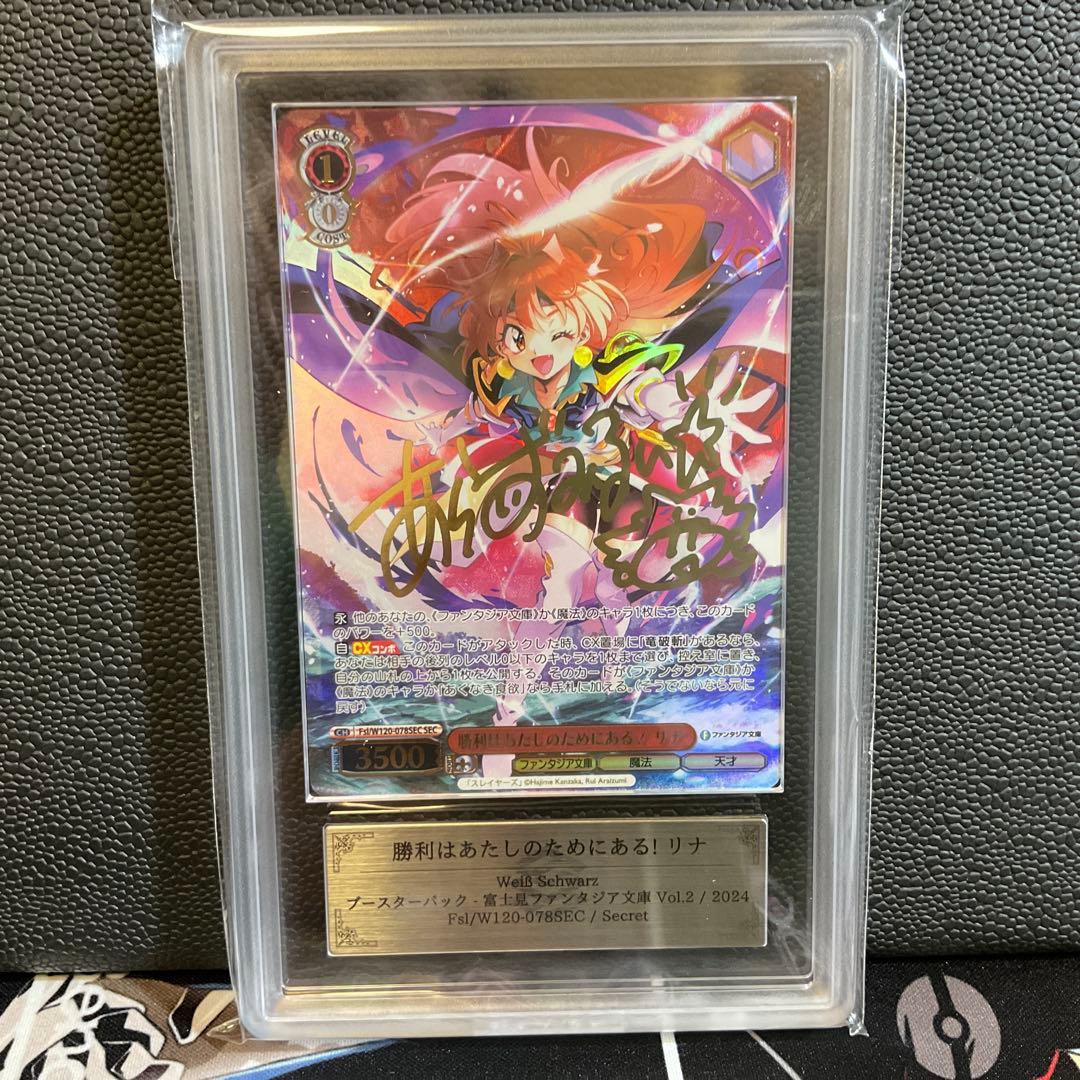 LEVEL
1
0
COST
あらいずみるい
永 他のあなたの、《ファンタジア文庫》か《魔法》のキャラ1枚につき、このカード
のパワーを+500。
自 CXコンボ このカードがアタックした時、CX置場に「竜破斬」があるなら、
あなたは相手の後列のレベル0以下のキャラを1枚まで選び、控え室に置き、
自分の山札の上から1枚を公開する。そのカードが《ファンタジア文庫》か
《魔法》のキャラか「あくなき食欲」なら手札に加える。(そうでないなら元に
戻す)
CH Fsl/W120-078SEC SEC
勝利はあたしのためにある! リナ
ファンタジア文庫
3500
ファンタジア文庫 魔法 天才
「スレイヤーズ」©Hajime Kanzaka, Rui Araizumi
勝利はあたしのためにある! リナ
Weiß Schwarz
ブースターパック - 富士見ファンタジア文庫 Vol.2 / 2024
Fsl/W120-078SEC / Secret